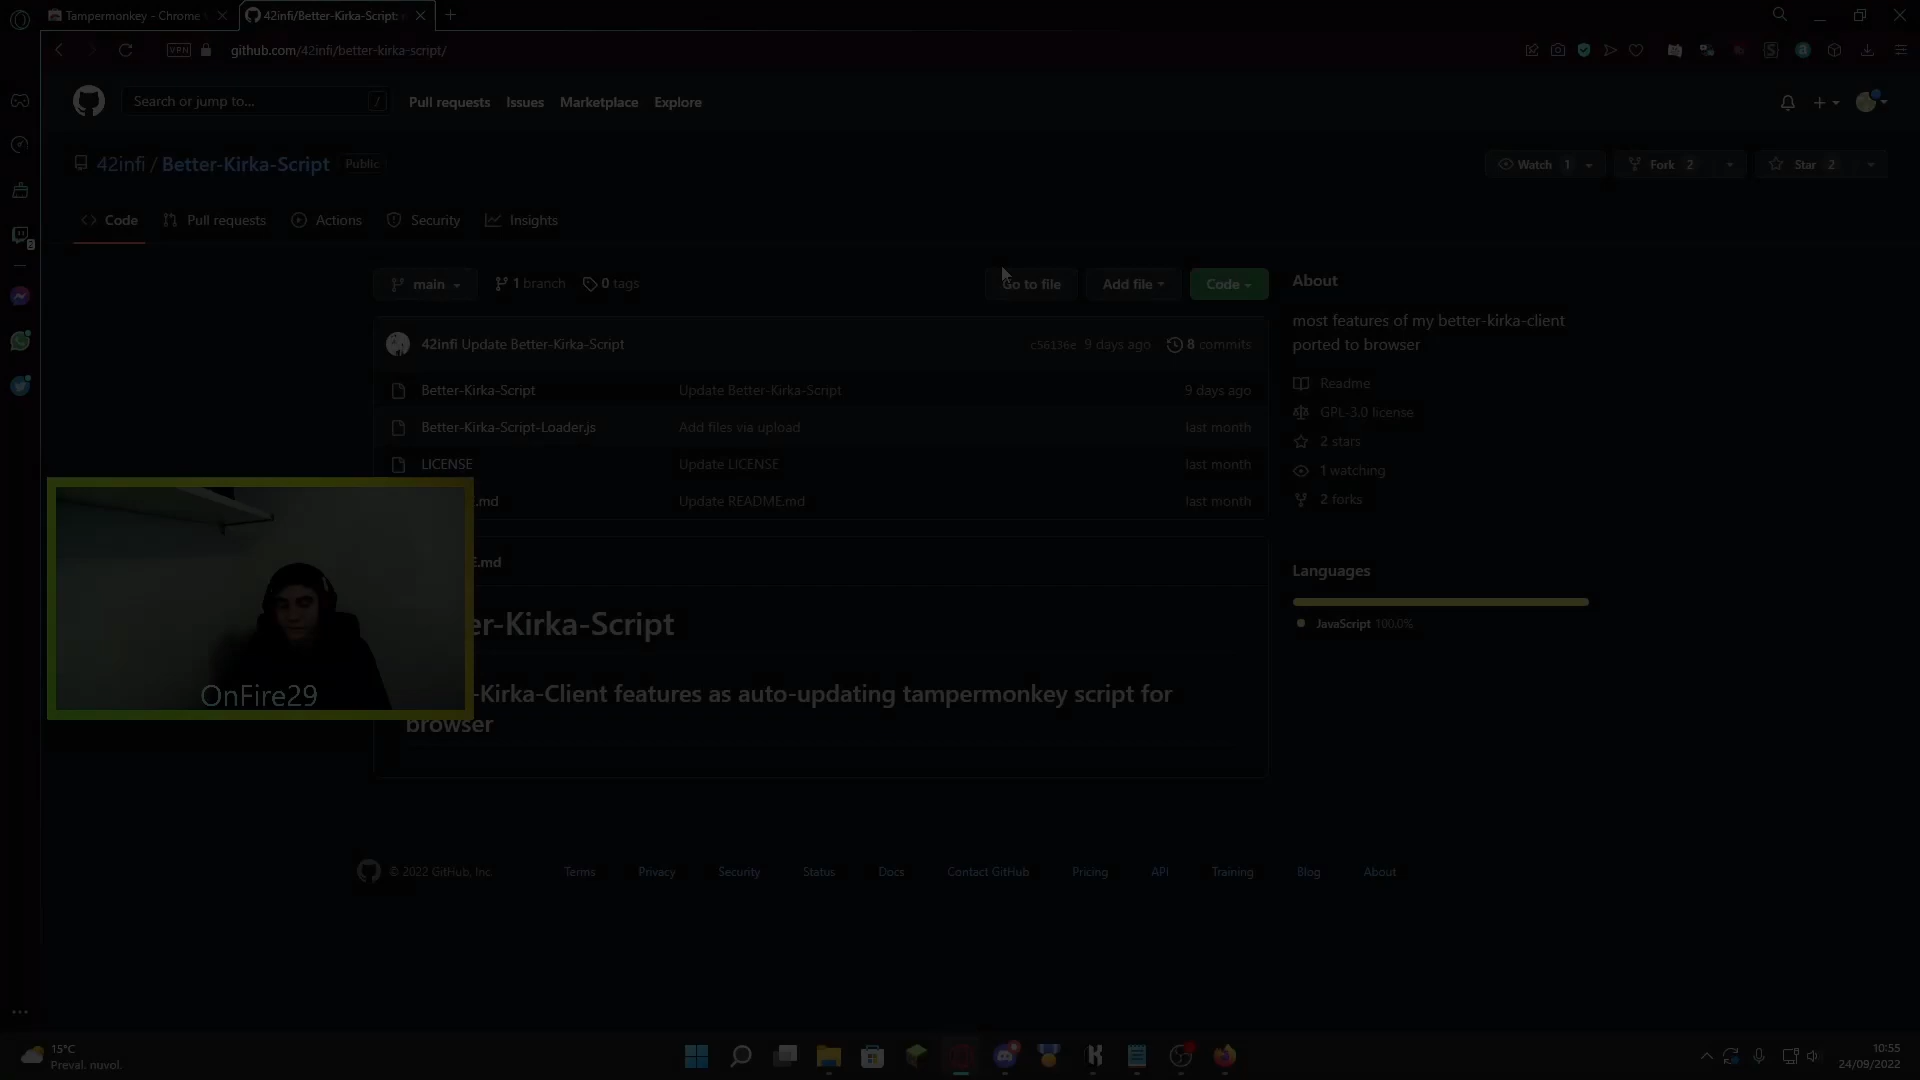 Tampermonkey - Chrome
42infi/Better-Kirka-Script:
VPN
github.com/42infi/better-kirka-script/
Search or jump to...
/
Pull requests
Issues
Marketplace
Explore
42infi / Better-Kirka-Script
Public
Watch 1
Fork 2
Star 2
Code
Pull requests
Actions
Security
Insights
main
1 branch
0 tags
Go to file
Add file
Code
About
most features of my better-kirka-client
ported to browser
42infi Update Better-Kirka-Script
c56136e 9 days ago
8 commits
Better-Kirka-Script
Update Better-Kirka-Script
9 days ago
Better-Kirka-Script-Loader.js
Add files via upload
last month
LICENSE
Update LICENSE
last month
.md
Update README.md
last month
Readme
GPL-3.0 license
2 stars
1 watching
2 forks
E.md
er-Kirka-Script
-Kirka-Client features as auto-updating tampermonkey script for
browser
Languages
JavaScript 100.0%
OnFire29
© 2022 GitHub, Inc.
Terms
Privacy
Security
Status
Docs
Contact GitHub
Pricing
API
Training
Blog
About
2
15°C
Preval. nuvol.
10:55
24/09/2022